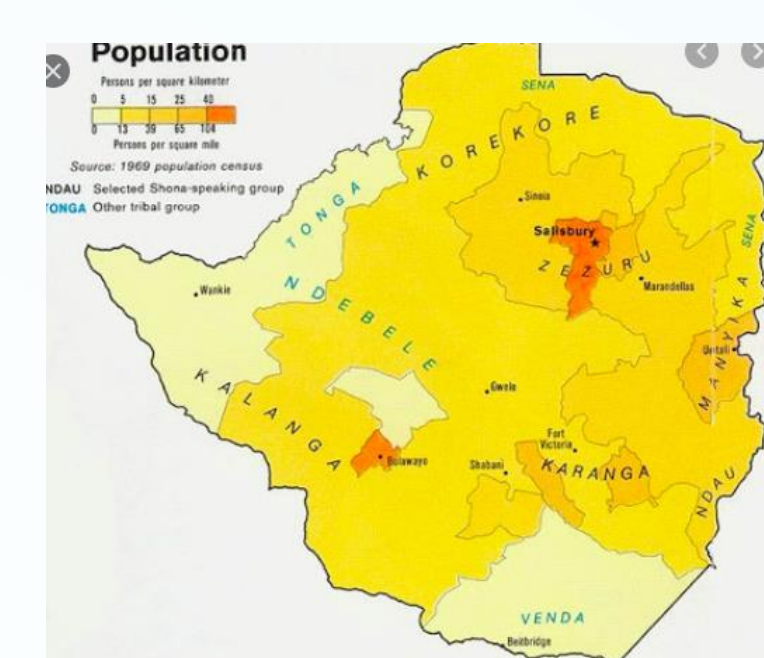 Population
Persons per square kilometer
0 5 15 25 40
0 13 39 65 104
Persons per square mile
Source: 1969 population census
NDAU Selected Shona-speaking group
TONGA Other tribal group
SENA
KOREKORE
TONGA
Sinoia
Salisbury
SENA
ZEZURU
Marandellas
Wankie
NDEBELE
MANYIKA
Umtali
KALANGA
Gwelo
Fort
Victoria
Bulawayo
Shabani
KARANGA
NDAU
VENDA
Beitbridge